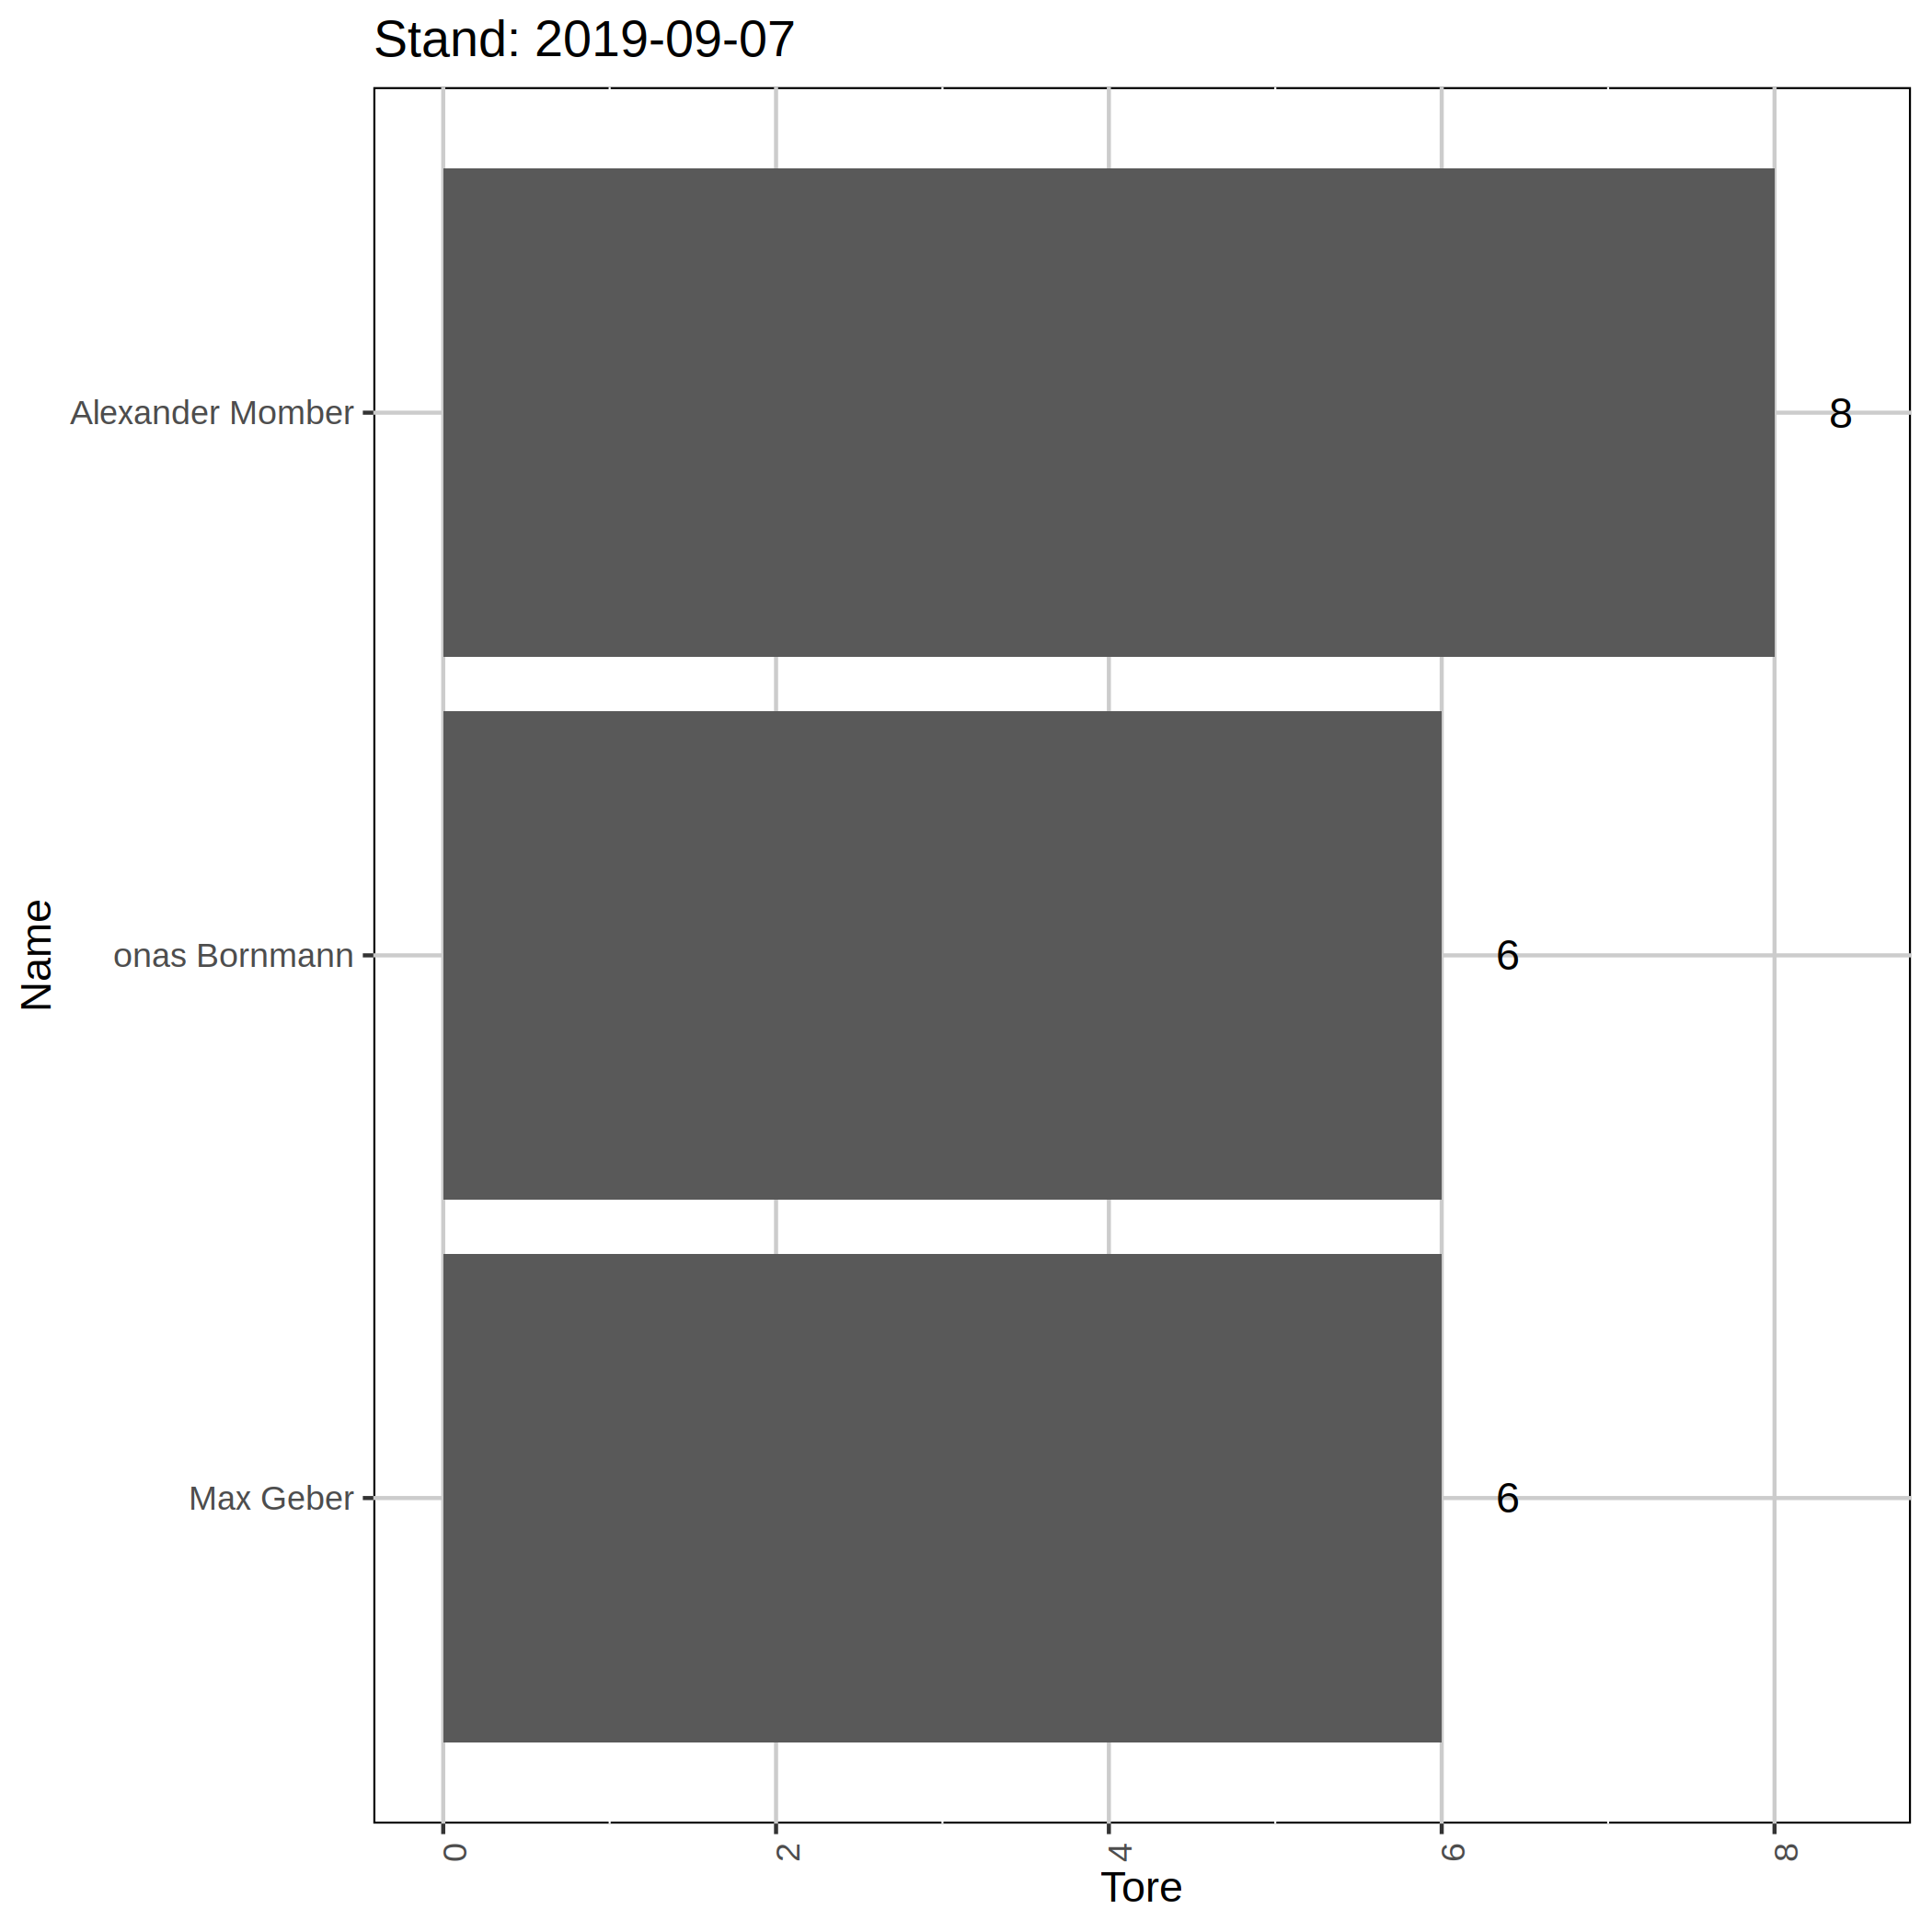 Stand: 2019-09-07
Name
Alexander Momber
8
onas Bornmann
6
Max Geber
6
0 2 4 6 8
Tore